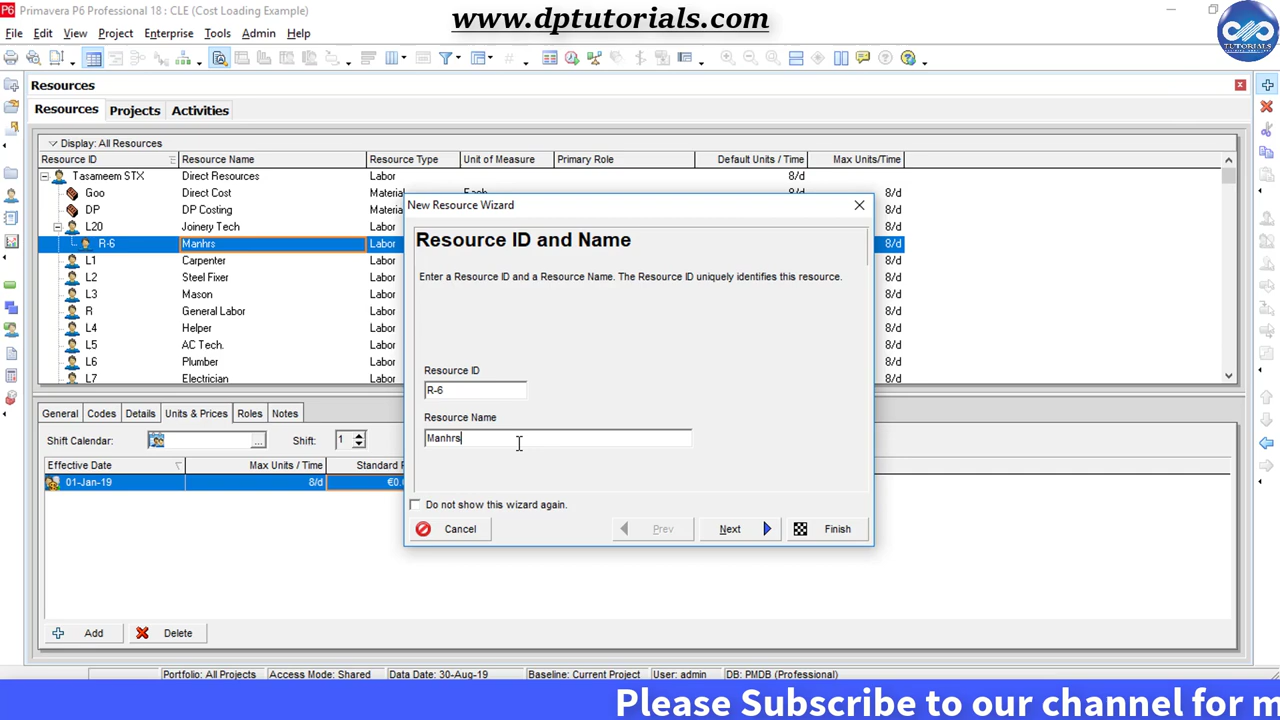 Primavera P6 Professional 18 : CLE (Cost Loading Example)
www.dptutorials.com
TUTORIALS
File Edit View Project Enterprise Tools Admin Help
Resources
Resources Projects Activities
Display: All Resources
Resource ID Resource Name Resource Type Unit of Measure Primary Role Default Units / Time Max Units/Time
Tasameem STX Direct Resources Labor 8/d
Goo Direct Cost Material Each 8/d 8/d
DP DP Costing Material 8/d
L20 Joinery Tech Labor 8/d
R-6 Manhrs Labor 8/d
L1 Carpenter Labor 8/d
L2 Steel Fixer Labor 8/d
L3 Mason Labor 8/d
R General Labor Labor 8/d
L4 Helper Labor 8/d
L5 AC Tech. Labor 8/d
L6 Plumber Labor 8/d
L7 Electrician Labor 8/d
New Resource Wizard
Resource ID and Name
Enter a Resource ID and a Resource Name. The Resource ID uniquely identifies this resource.
Resource ID
R-6
Resource Name
Manhrs
Do not show this wizard again.
Cancel Prev Next Finish
General Codes Details Units & Prices Roles Notes
Shift Calendar: ... Shift: 1
Effective Date Max Units / Time Standard
01-Jan-19 8/d
Add Delete
Portfolio: All Projects Access Mode: Shared Data Date: 30-Aug-19 Baseline: Current Project User: admin DB: PMDB (Professional)
Please Subscribe to our channel for m